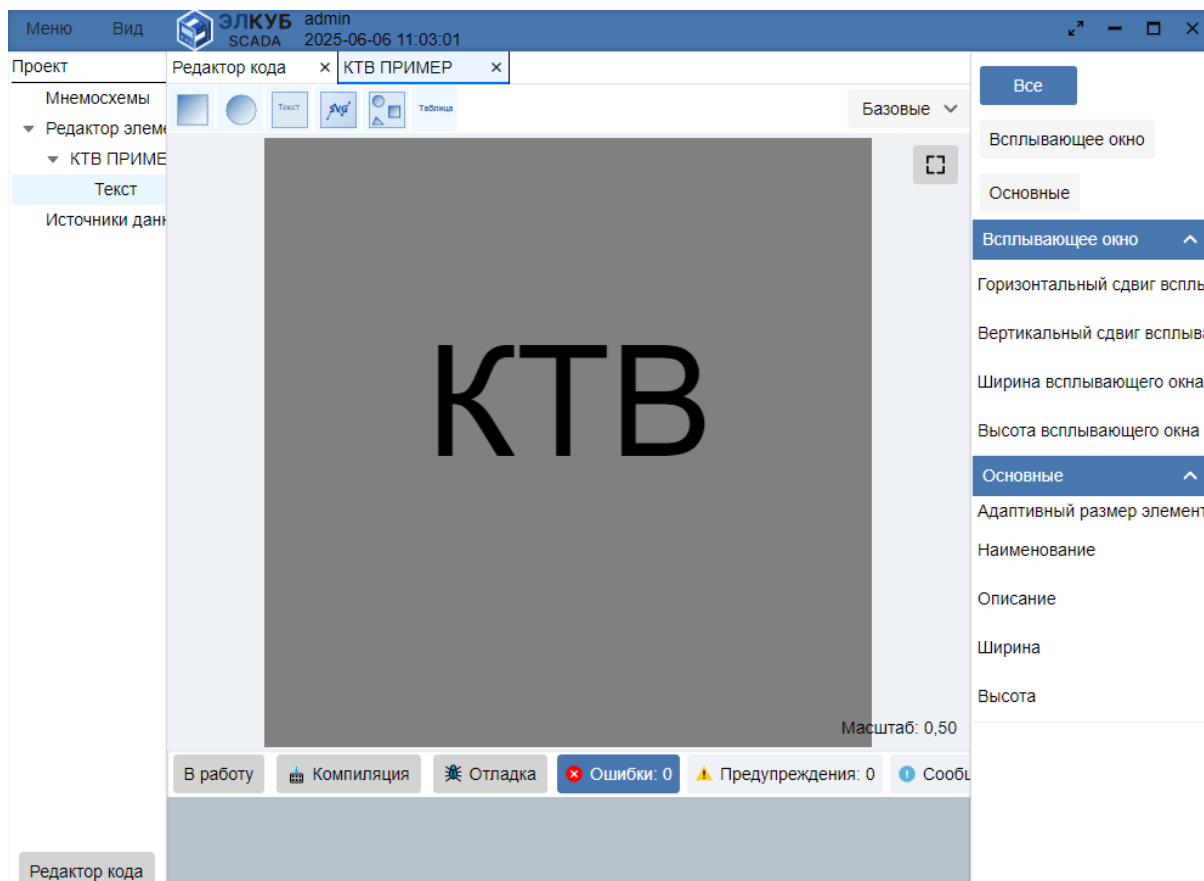 Меню Вид ЭЛКУБ SCADA admin
2025-06-06 11:03:01
Проект
Мнемосхемы
Редактор элеме
КТВ ПРИМЕ
Текст
Источники данн
Редактор кода
Редактор кода КТВ ПРИМЕР
Текст svg Таблица Базовые
КТВ
Масштаб: 0,50
В работу Компиляция Отладка Ошибки: 0 Предупреждения: 0 Сообщ
Все
Всплывающее окно
Основные
Всплывающее окно
Горизонтальный сдвиг всплы
Вертикальный сдвиг всплыва
Ширина всплывающего окна
Высота всплывающего окна
Основные
Адаптивный размер элемент
Наименование
Описание
Ширина
Высота